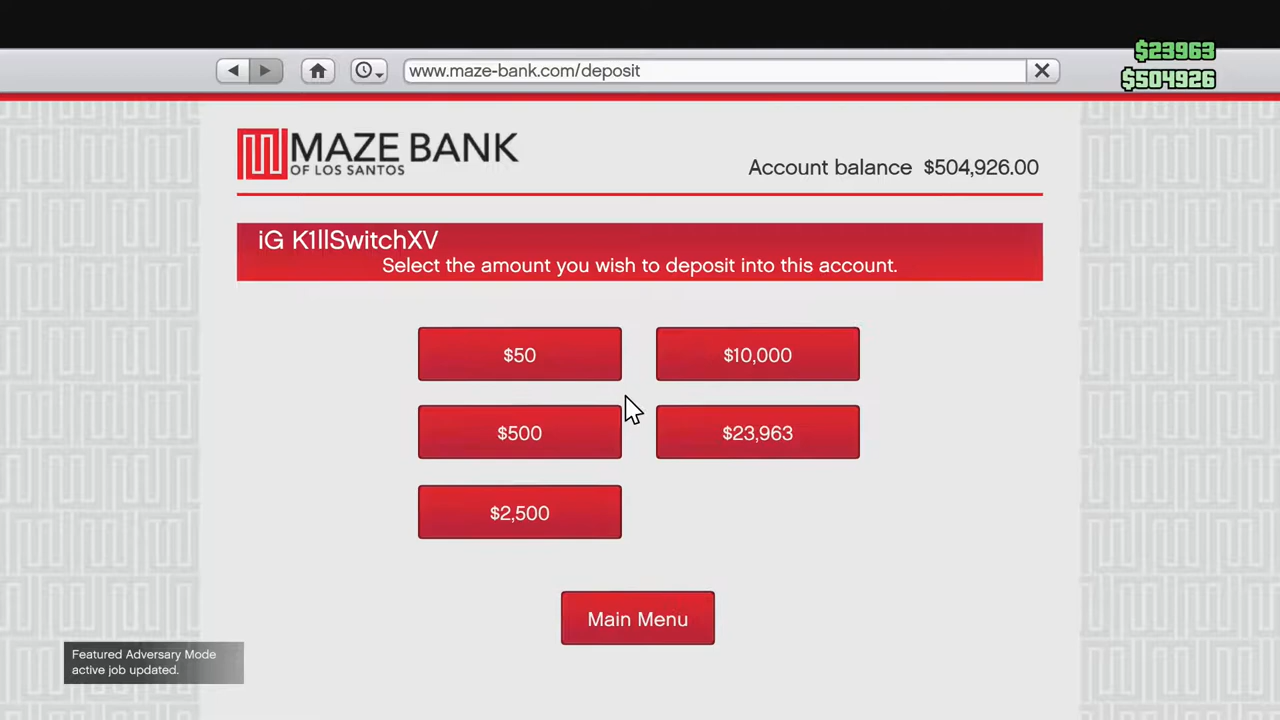 $23963
www.maze-bank.com/deposit
$504926
MAZE BANK
OF LOS SANTOS
Account balance $504,926.00
iG K1llSwitchXV
Select the amount you wish to deposit into this account.
$50
$10,000
$500
$23,963
$2,500
Main Menu
Featured Adversary Mode
active job updated.